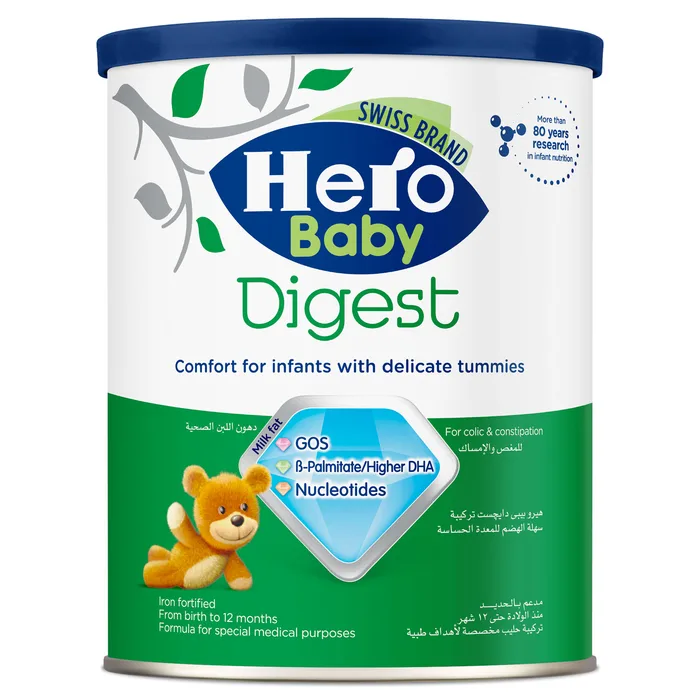 SWISS BRAND
Hero
Baby
More than
80 years
research
in infant nutrition
Digest
Comfort for infants with delicate tummies
دهون اللبن الصحية
Milk fat
GOS
ß-Palmitate/Higher DHA
Nucleotides
For colic & constipation
للمغص والإمساك
هيرو بيبي دايجست تركيبة
سهلة الهضم للمعدة الحساسة
Iron fortified
From birth to 12 months
Formula for special medical purposes
مدعم بالحديد
منذ الولادة حتى ١٢ شهر
تركيبة حليب مخصصة لأهداف طبية